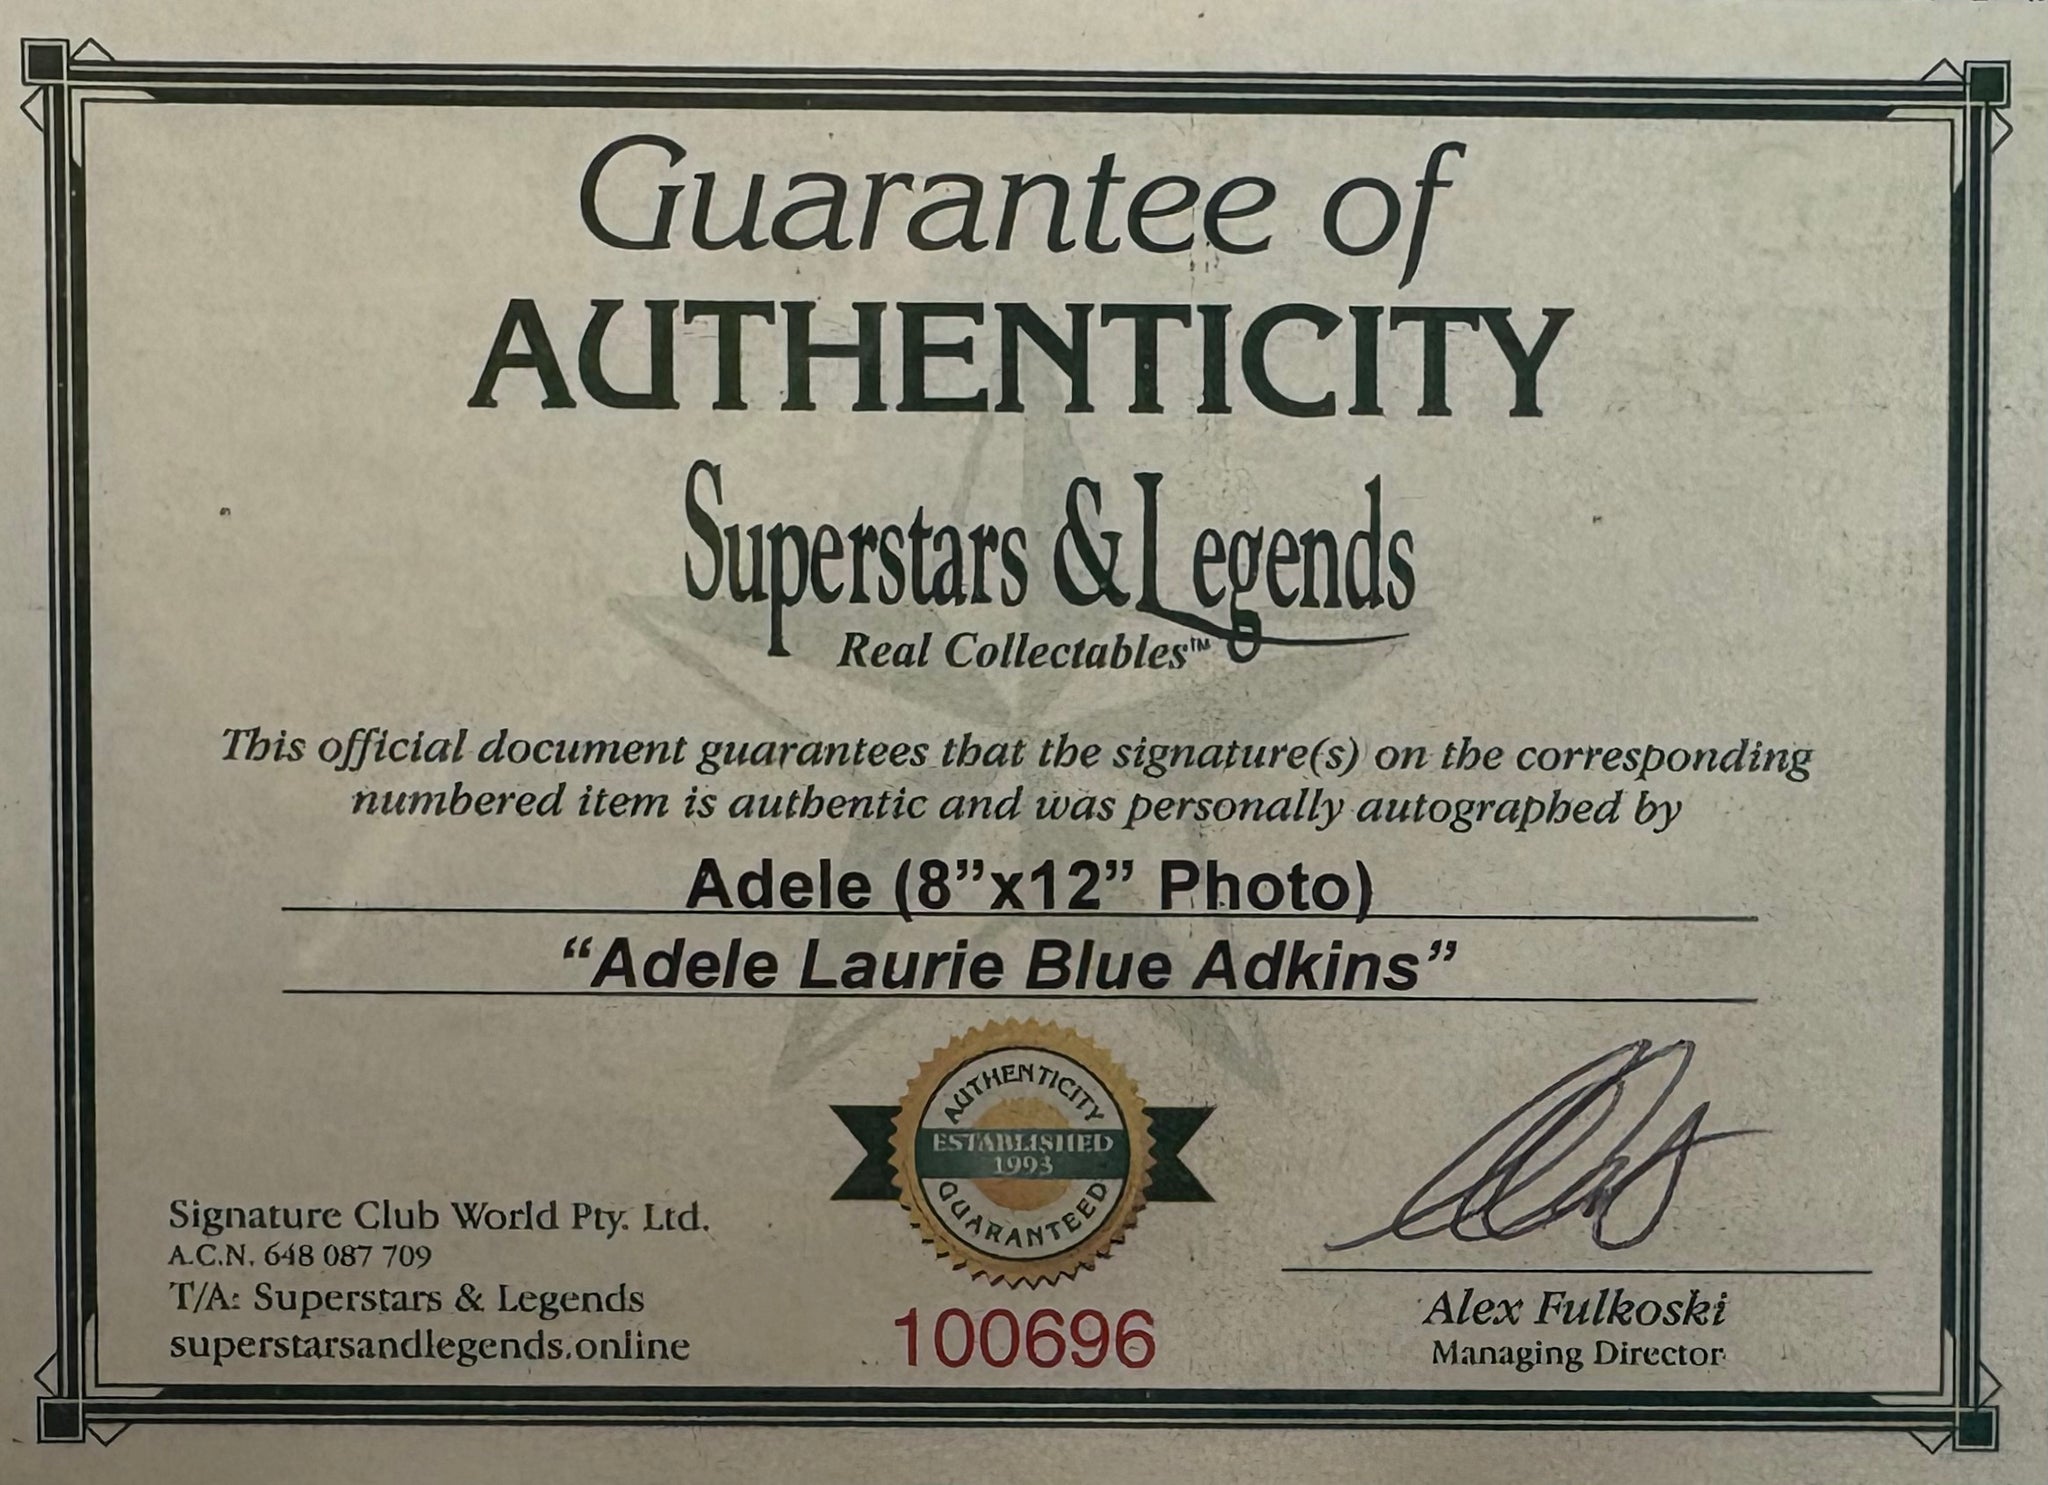 Guarantee of
AUTHENTICITY
Superstars & Legends
Real Collectables™
This official document guarantees that the signature(s) on the corresponding
numbered item is authentic and was personally autographed by
Adele (8”x12” Photo)
“Adele Laurie Blue Adkins”
AUTHENTICITY
ESTABLISHED
1993
GUARANTEED
Signature Club World Pty. Ltd.
A.C.N. 648 087 709
T/A: Superstars & Legends
superstarsandlegends.online
100696
Alex Fulkoski
Managing Director